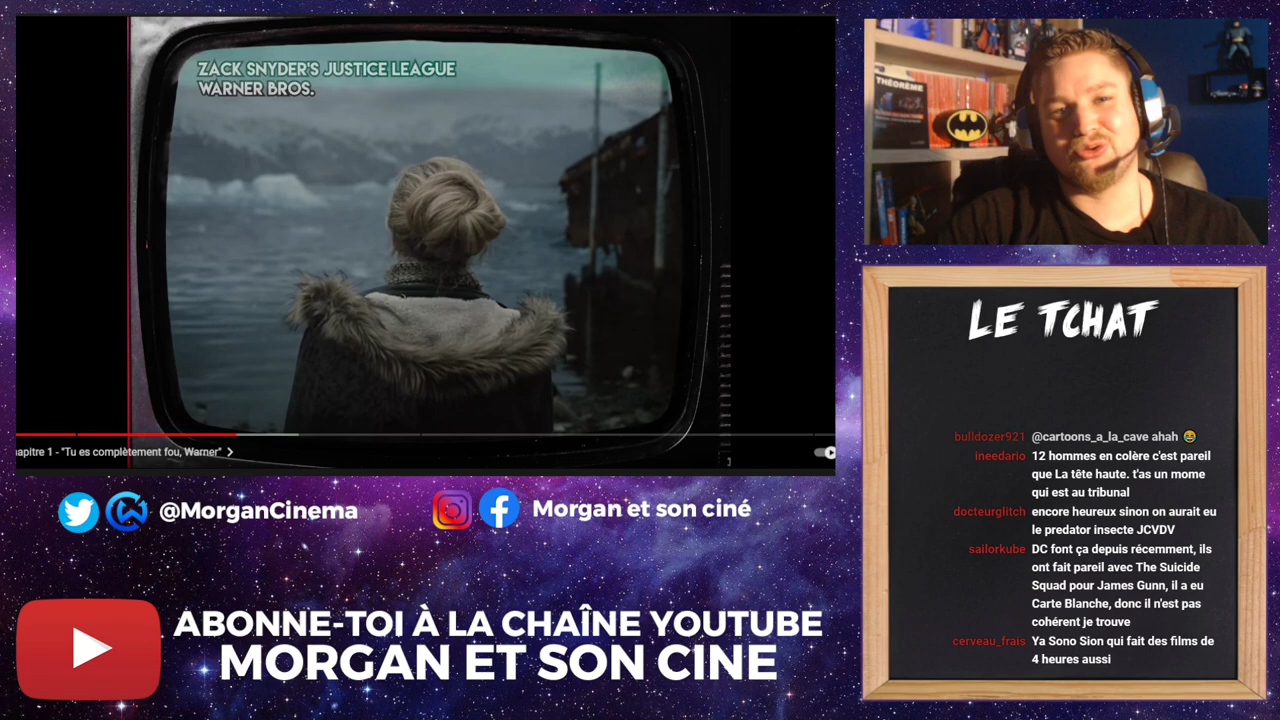 ZACK SNYDER'S JUSTICE LEAGUE
WARNER BROS.
apitre 1 - "Tu es complètement fou, Warner"
@MorganCinema
Morgan et son ciné
ABONNE-TOI À LA CHAÎNE YOUTUBE
MORGAN ET SON CINE
THÉORÈME
LE TCHAT
bulldozer921 @cartoons_a_la_cave ahah 😂
ineedario 12 hommes en colère c'est pareil
que La tête haute. t'as un mome
qui est au tribunal
docteurglitch encore heureux sinon on aurait eu
le predator insecte JCVDV
sailorkube DC font ça depuis récemment, ils
ont fait pareil avec The Suicide
Squad pour James Gunn, il a eu
Carte Blanche, donc il n'est pas
cohérent je trouve
cerveau_frais Ya Sono Sion qui fait des films de
4 heures aussi